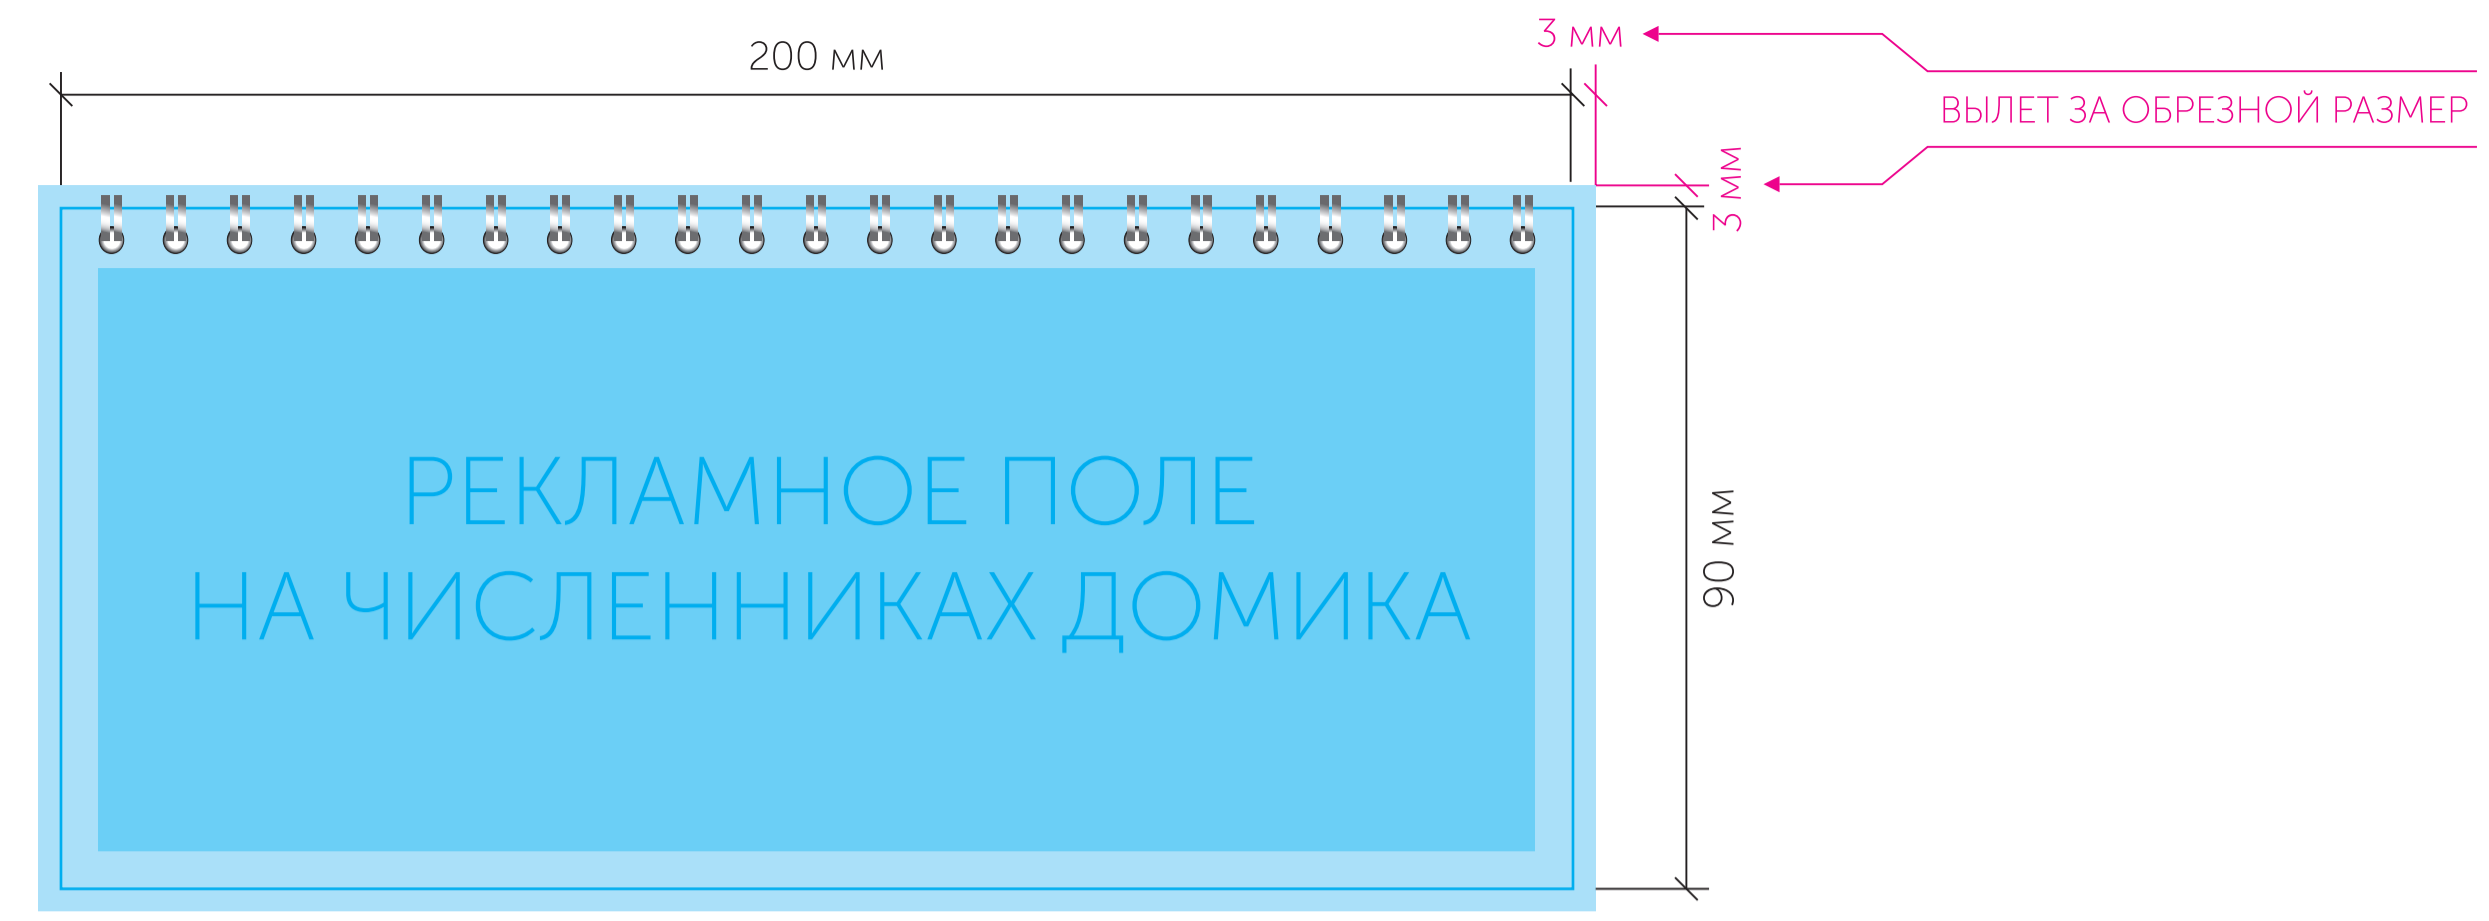 3 мм
200 мм
ВЫЛЕТ ЗА ОБРЕЗНОЙ РАЗМЕР
3 мм
РЕКЛАМНОЕ ПОЛЕ
НА ЧИСЛЕННИКАХ ДОМИКА
90 мм